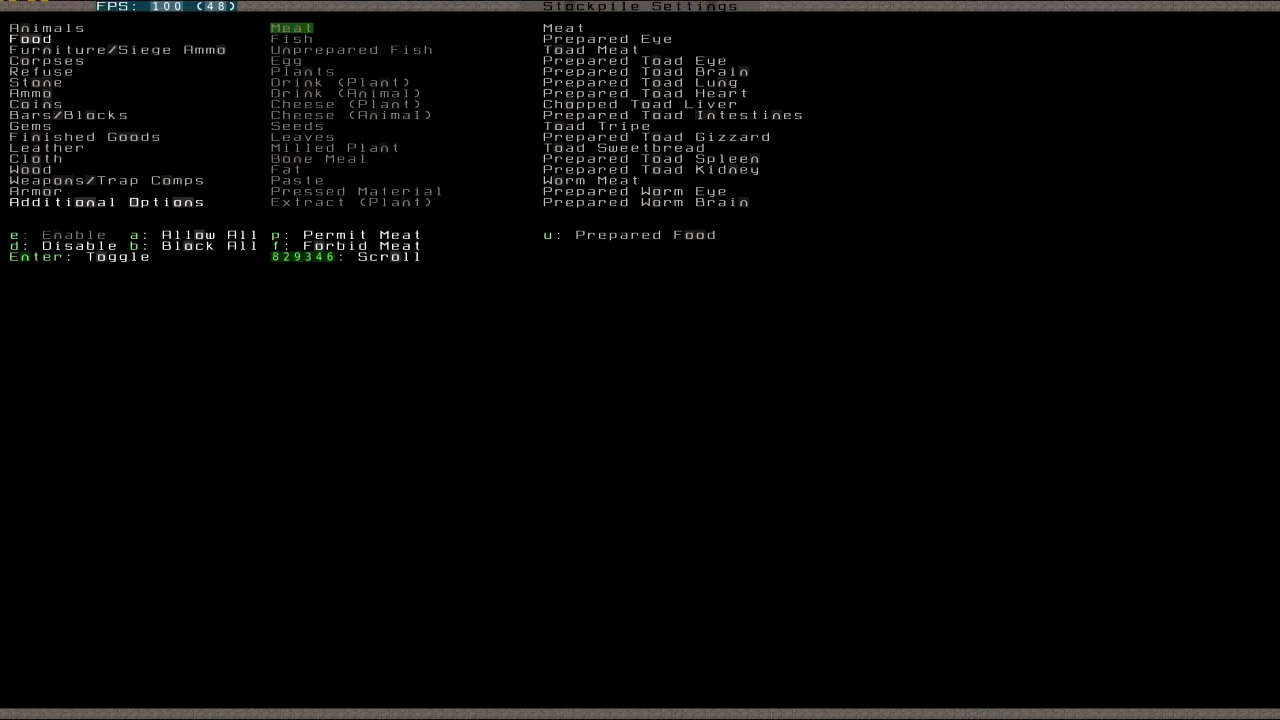 FPS: 100 (48) Stockpile Settings
Animals Meat Meat
Food Fish Prepared Eye
Furniture/Siege Ammo Unprepared Fish Toad Meat
Corpses Egg Prepared Toad Eye
Refuse Plants Prepared Toad Brain
Stone Drink (Plant) Prepared Toad Lung
Ammo Drink (Animal) Prepared Toad Heart
Coins Cheese (Plant) Chopped Toad Liver
Bars/Blocks Cheese (Animal) Prepared Toad Intestines
Gems Seeds Toad Tripe
Finished Goods Leaves Prepared Toad Gizzard
Leather Milled Plant Toad Sweetbread
Cloth Bone Meal Prepared Toad Spleen
Wood Fat Prepared Toad Kidney
Weapons/Trap Comps Paste Worm Meat
Armor Pressed Material Prepared Worm Eye
Additional Options Extract (Plant) Prepared Worm Brain
e: Enable a: Allow All p: Permit Meat u: Prepared Food
d: Disable b: Block All f: Forbid Meat
Enter: Toggle 829346: Scroll